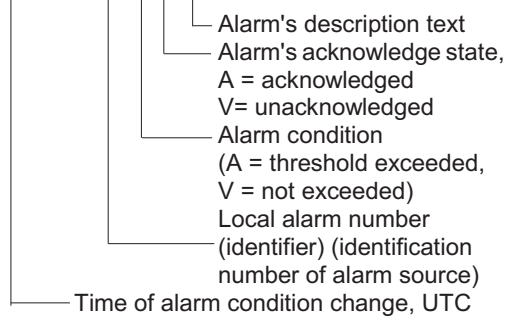 Alarm's description text
Alarm's acknowledge state,
A = acknowledged
V= unacknowledged
Alarm condition
(A = threshold exceeded,
V = not exceeded)
Local alarm number
(identifier) (identification
number of alarm source)
Time of alarm condition change, UTC